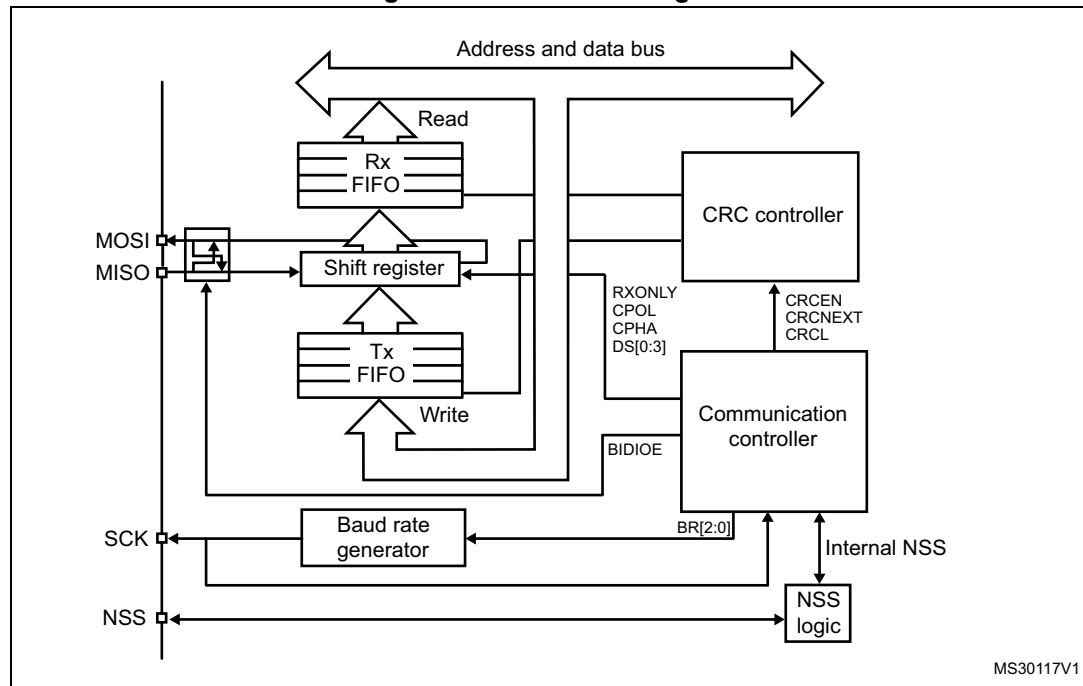 Address and data bus
Read
Rx
FIFO
CRC controller
MOSI
MISO
Shift register
RXONLY
CPOL
CPHA
DS[0:3]
CRCEN
CRCNEXT
CRCL
Tx
FIFO
Write
Communication
controller
BIDIOE
BR[2:0]
SCK
Baud rate
generator
Internal NSS
NSS
NSS
logic
MS30117V1